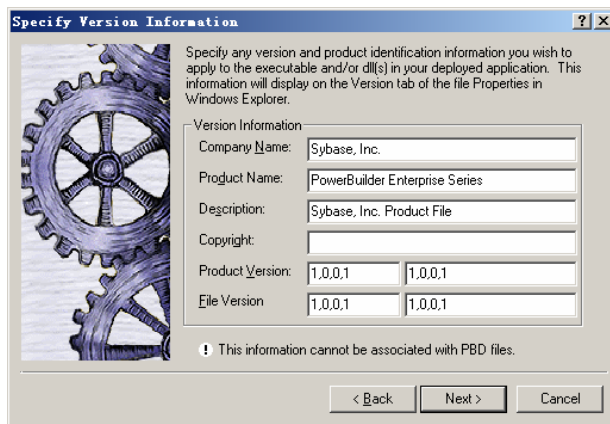 Specify Version Information
Specify any version and product identification information you wish to
apply to the executable and/or dll(s) in your deployed application. This
information will display on the Version tab of the file Properties in
Windows Explorer.
Version Information
Company Name: Sybase, Inc.
Product Name: PowerBuilder Enterprise Series
Description: Sybase, Inc. Product File
Copyright:
Product Version: 1,0,0,1 1,0,0,1
File Version 1,0,0,1 1,0,0,1
! This information cannot be associated with PBD files.
< Back Next > Cancel